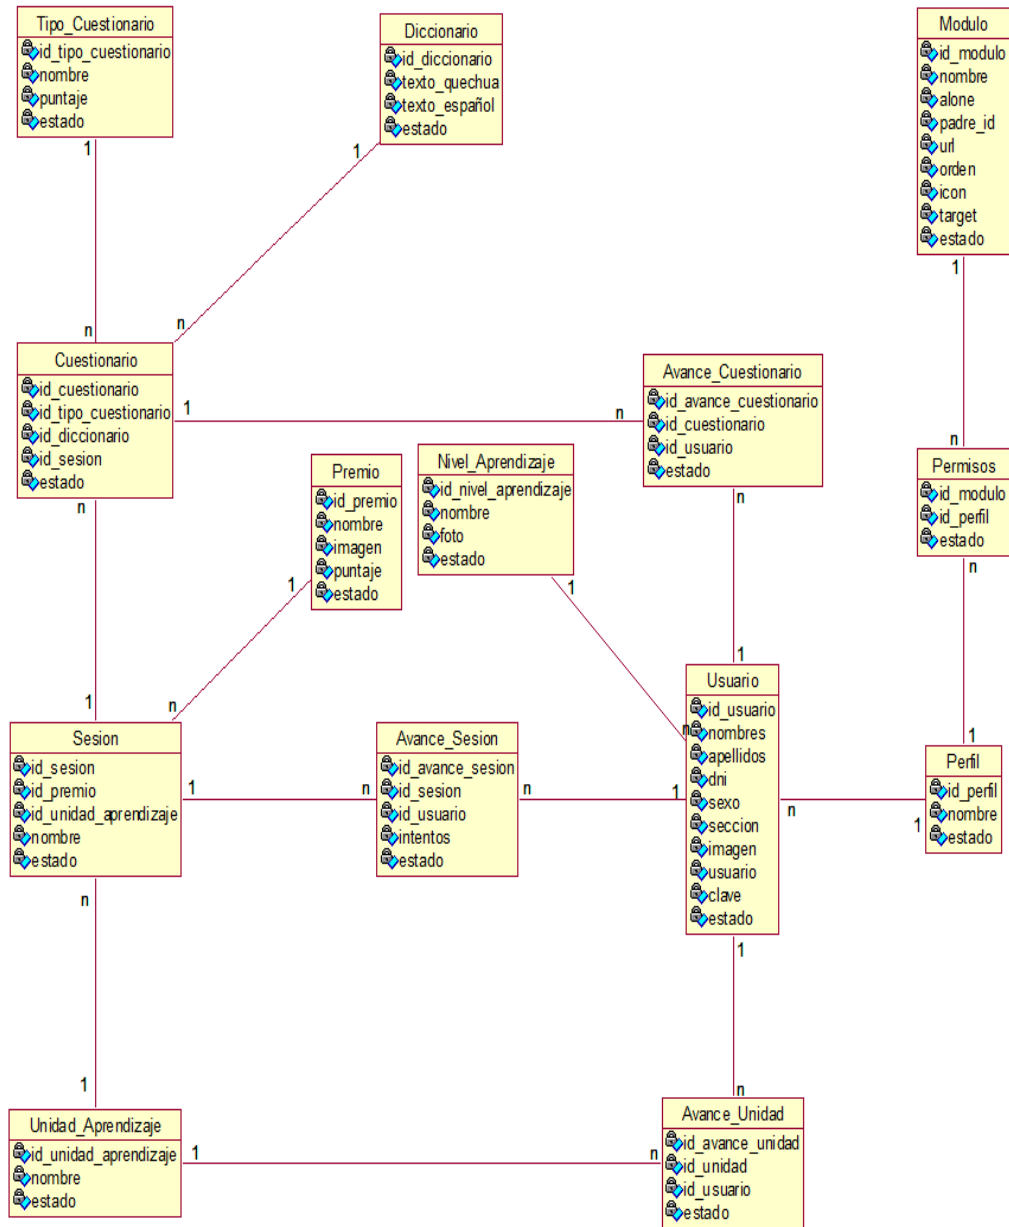 Tipo_Cuestionario
id_tipo_cuestionario
nombre
puntaje
estado
1
n
Diccionario
id_diccionario
texto_quechua
texto_español
estado
1
n
Modulo
id_modulo
nombre
alone
padre_id
url
orden
icon
target
estado
1
n
Cuestionario
id_cuestionario
id_tipo_cuestionario
id_diccionario
id_sesion
estado
1
n
n
1
Avance_Cuestionario
id_avance_cuestionario
id_cuestionario
id_usuario
estado
n
1
Premio
id_premio
nombre
imagen
puntaje
estado
1
n
Nivel_Aprendizaje
id_nivel_aprendizaje
nombre
foto
estado
1
n
Permisos
id_modulo
id_perfil
estado
n
1
Sesion
id_sesion
id_premio
id_unidad_aprendizaje
nombre
estado
1
n
n
1
Avance_Sesion
id_avance_sesion
id_sesion
id_usuario
intentos
estado
n
1
Usuario
id_usuario
nombres
apellidos
dni
sexo
seccion
imagen
usuario
clave
estado
n
1
1
n
Perfil
id_perfil
nombre
estado
Unidad_Aprendizaje
id_unidad_aprendizaje
nombre
estado
1
n
Avance_Unidad
id_avance_unidad
id_unidad
id_usuario
estado